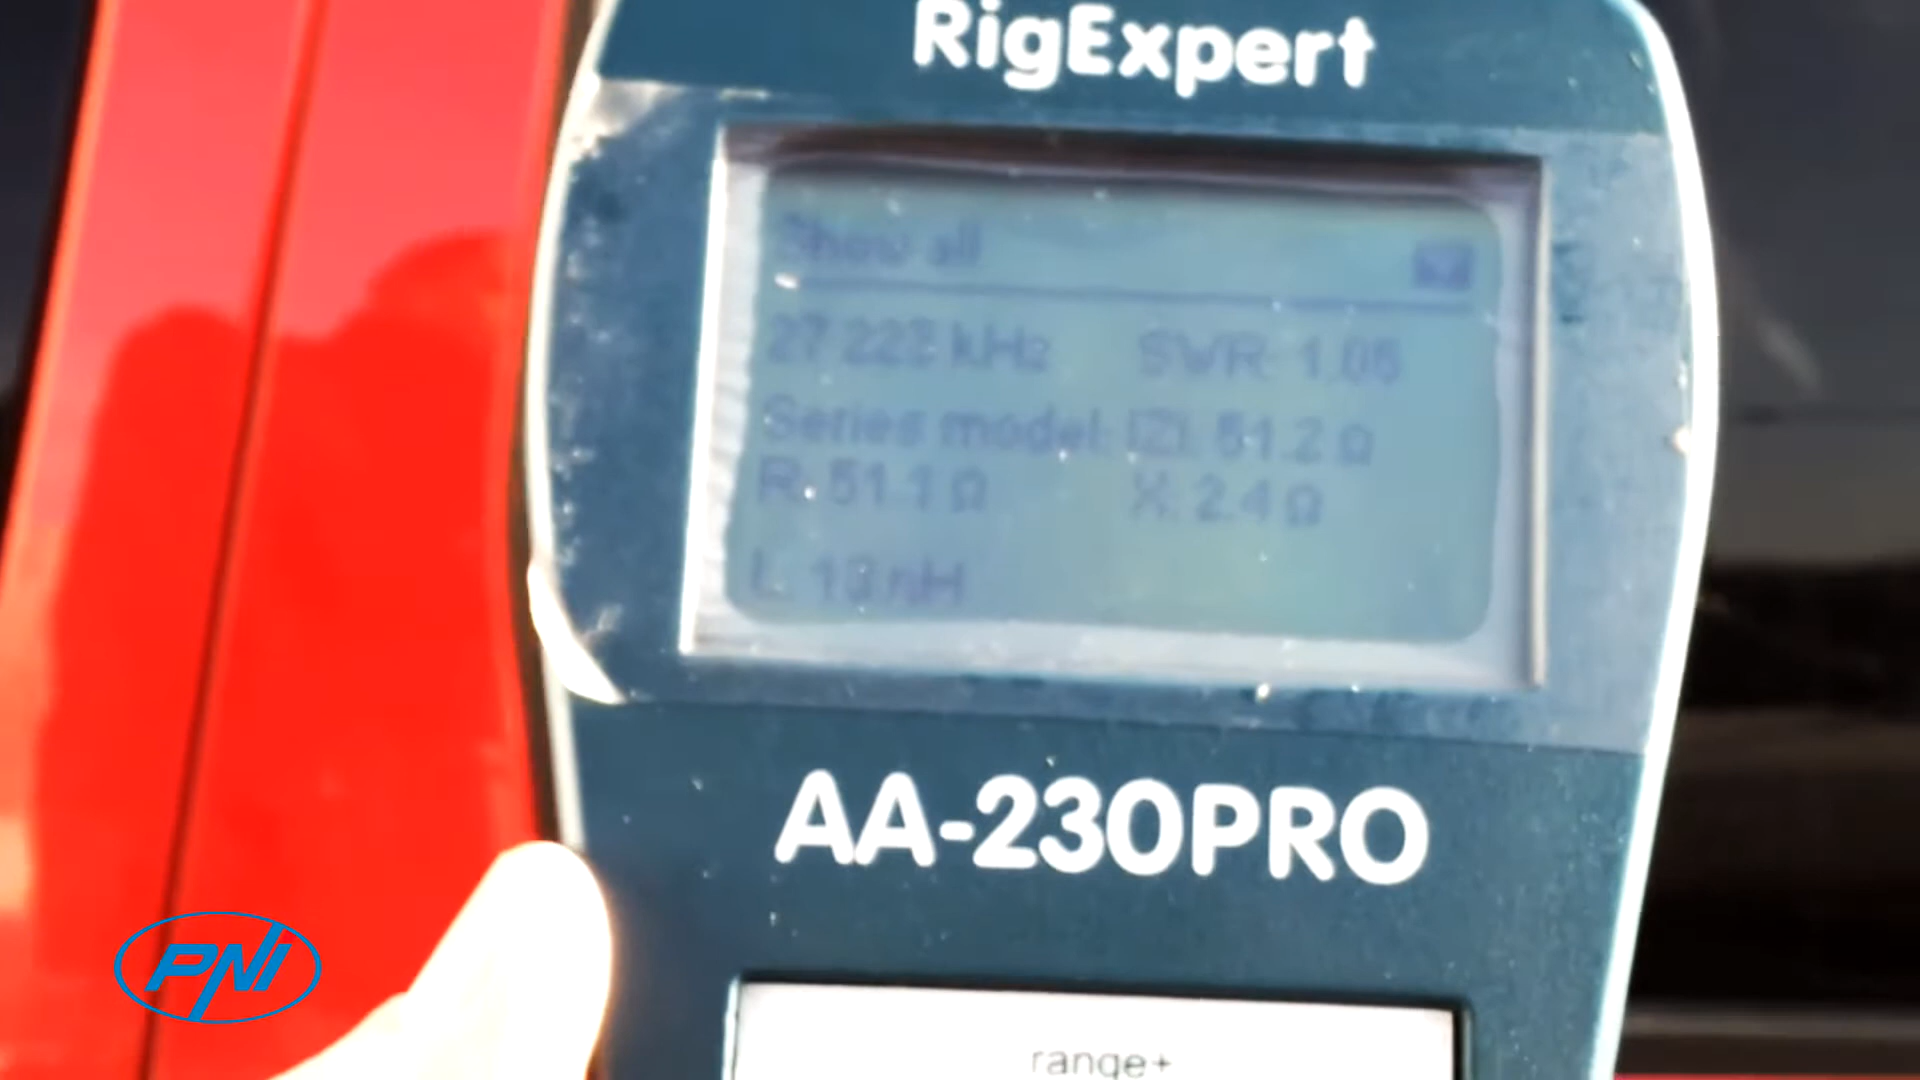 RigExpert
Show all
27 222 kHz SWR: 1.05
Series model: |Z|: 51.2 Ω
R: 51.1 Ω X: 2.4 Ω
L: 13 nH
AA-230PRO
range+
PNI